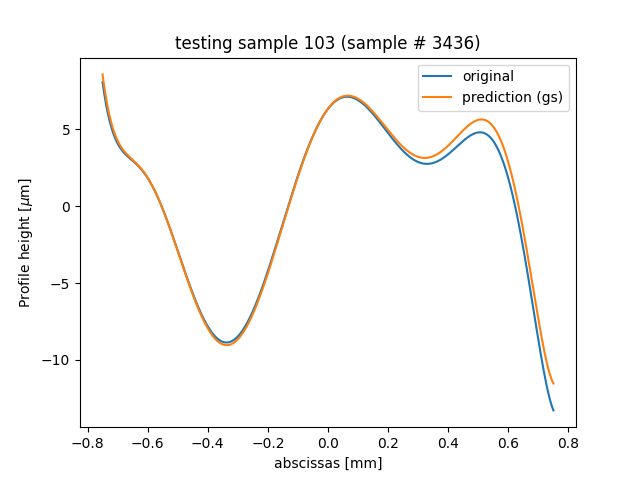 testing sample 103 (sample # 3436)
original
prediction (gs)
Profile height [μm]
5
0
−5
−10
−0.8 −0.6 −0.4 −0.2 0.0 0.2 0.4 0.6 0.8
abscissas [mm]